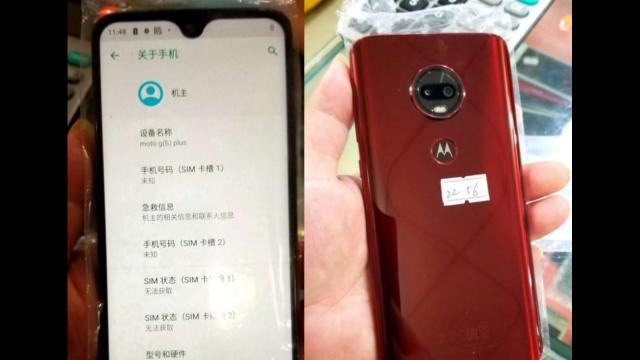 11:48
关于手机
机主
设备名称
moto g(6) plus
手机号码（SIM 卡槽 1）
未知
急救信息
机主的相关信息和联系人信息
手机号码（SIM 卡槽 2）
未知
SIM 状态（SIM 卡槽 1）
无法获取
SIM 状态（SIM 卡槽 2）
无法获取
型号和硬件